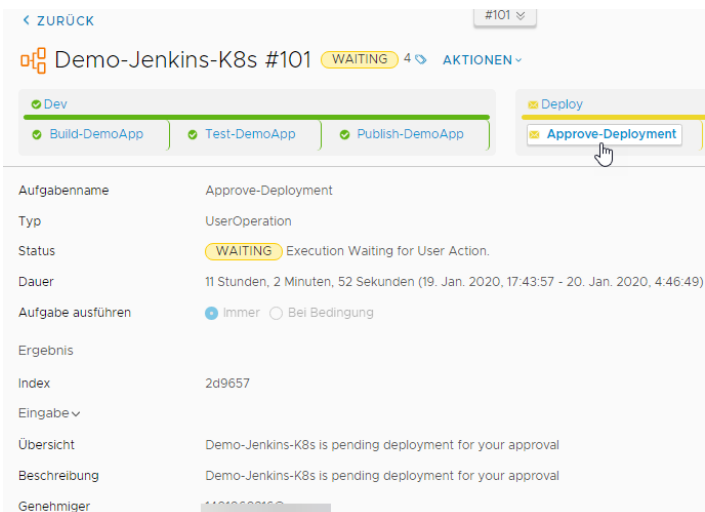 ZURÜCK
#101
Demo-Jenkins-K8s #101 WAITING 4 AKTIONEN
Dev
Deploy
Build-DemoApp Test-DemoApp Publish-DemoApp Approve-Deployment
Aufgabenname Approve-Deployment
Typ UserOperation
Status WAITING Execution Waiting for User Action.
Dauer 11 Stunden, 2 Minuten, 52 Sekunden (19. Jan. 2020, 17:43:57 - 20. Jan. 2020, 4:46:49)
Aufgabe ausführen Immer Bei Bedingung
Ergebnis
Index 2d9657
Eingabe
Übersicht Demo-Jenkins-K8s is pending deployment for your approval
Beschreibung Demo-Jenkins-K8s is pending deployment for your approval
Genehmiger